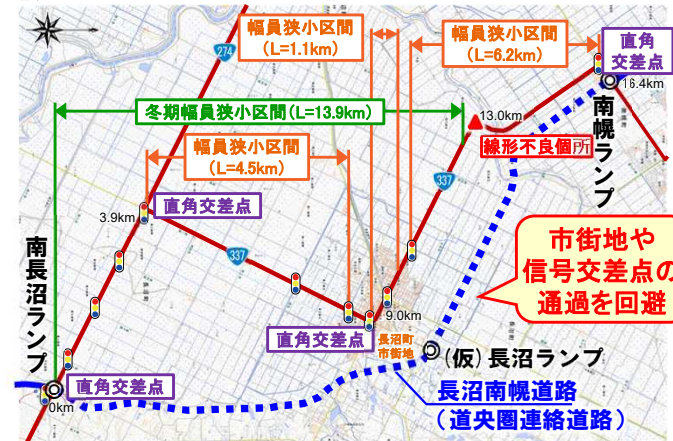 274
幅員狭小区間
（L=1.1km）
幅員狭小区間
（L=6.2km）
直角
交差点
16.4km
南幌ランプ
冬期幅員狭小区間（L=13.9km）
13.0km
線形不良個所
幅員狭小区間
（L=4.5km）
337
3.9km
直角交差点
337
市街地や
信号交差点の
通過を回避
南長沼ランプ
9.0km
直角交差点
長沼町
市街地
（仮）長沼ランプ
直角交差点
0km
長沼南幌道路
（道央圏連絡道路）